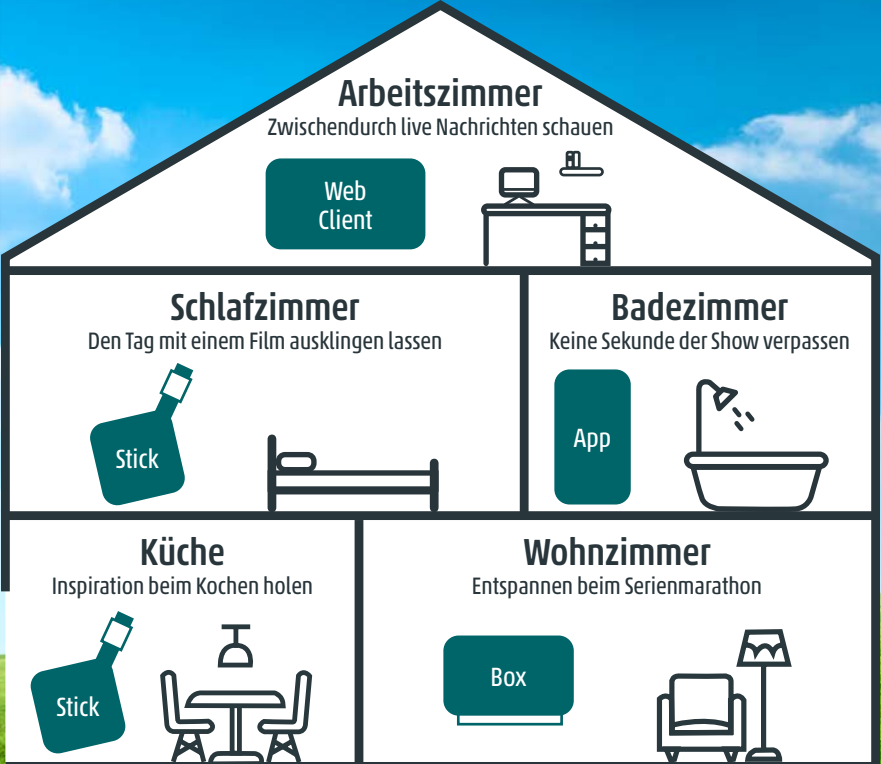 Arbeitszimmer
Zwischendurch live Nachrichten schauen
Web
Client
Schlafzimmer
Den Tag mit einem Film ausklingen lassen
Stick
Badezimmer
Keine Sekunde der Show verpassen
App
Küche
Inspiration beim Kochen holen
Stick
Wohnzimmer
Entspannen beim Serienmarathon
Box